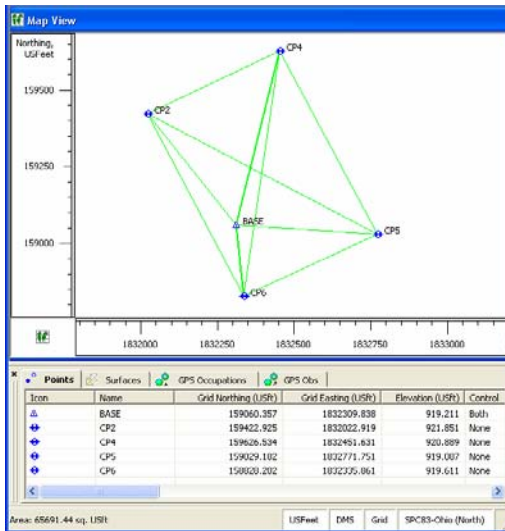 Map View
Northing,
USFeet
CP4
159500
CP2
159250
BASE
CP5
159000
CP6
1832000 1832250 1832500 1832750 1833000
Points Surfaces GPS Occupations GPS Obs
Icon Name Grid Northing (USft) Grid Easting (USft) Elevation (USft) Control
BASE 159060.357 1832309.838 919.211 Both
CP2 159422.925 1832022.919 921.851 None
CP4 159626.534 1832451.631 920.889 None
CP5 159029.182 1832771.751 919.087 None
CP6 158828.202 1832335.861 919.611 None
Area: 65691.44 sq. USft USFeet DMS Grid SPC83-Ohio (North)